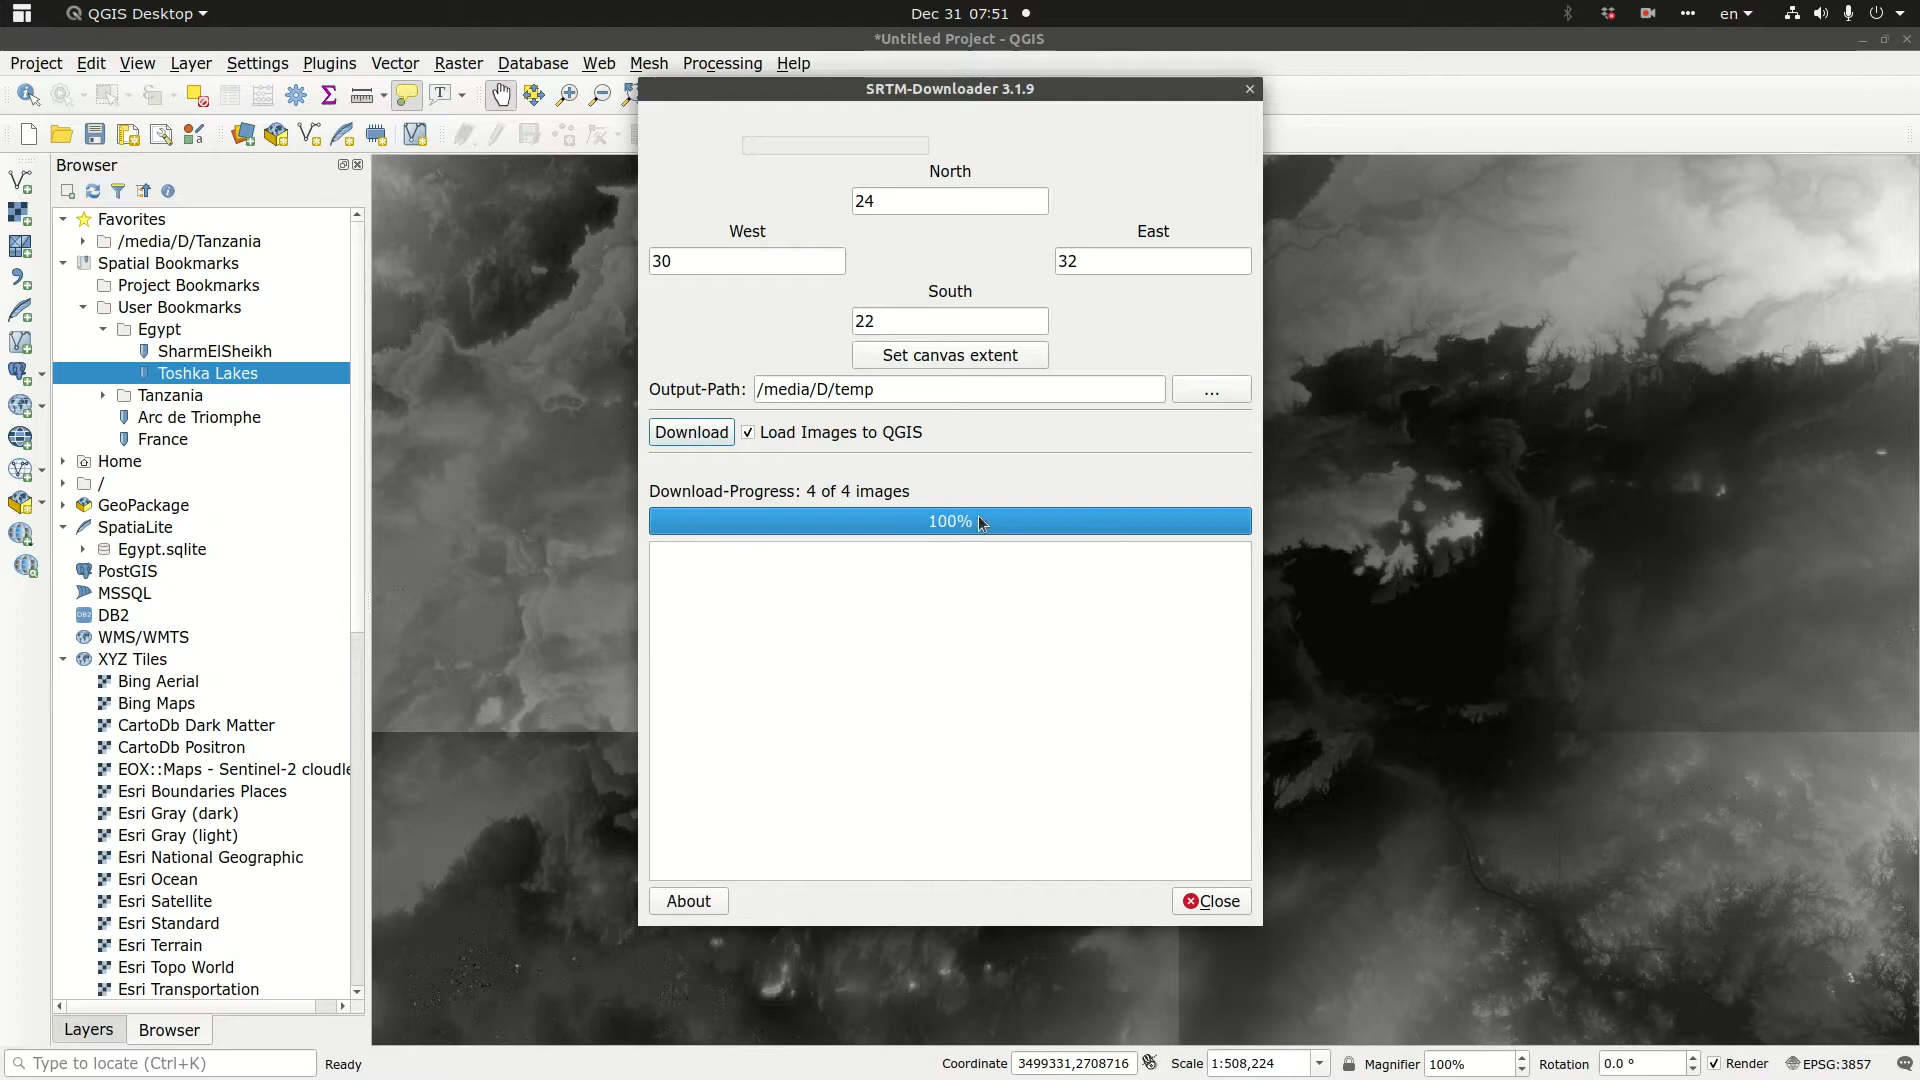 QGIS Desktop
Dec 31 07:51
en
*Untitled Project - QGIS
Project Edit View Layer Settings Plugins Vector Raster Database Web Mesh Processing Help
SRTM-Downloader 3.1.9
Browser
North
24
West
East
30
32
South
22
Set canvas extent
Output-Path: /media/D/temp ...
Download Load Images to QGIS
Download-Progress: 4 of 4 images
100%
About
Close
Favorites
/media/D/Tanzania
Spatial Bookmarks
Project Bookmarks
User Bookmarks
Egypt
SharmElSheikh
Toshka Lakes
Tanzania
Arc de Triomphe
France
Home
/
GeoPackage
SpatiaLite
Egypt.sqlite
PostGIS
MSSQL
DB2
WMS/WMTS
XYZ Tiles
Bing Aerial
Bing Maps
CartoDb Dark Matter
CartoDb Positron
EOX::Maps - Sentinel-2 cloudle
Esri Boundaries Places
Esri Gray (dark)
Esri Gray (light)
Esri National Geographic
Esri Ocean
Esri Satellite
Esri Standard
Esri Terrain
Esri Topo World
Esri Transportation
Layers Browser
Type to locate (Ctrl+K) Ready Coordinate 3499331,2708716 Scale 1:508,224 Magnifier 100% Rotation 0.0 ° Render EPSG:3857